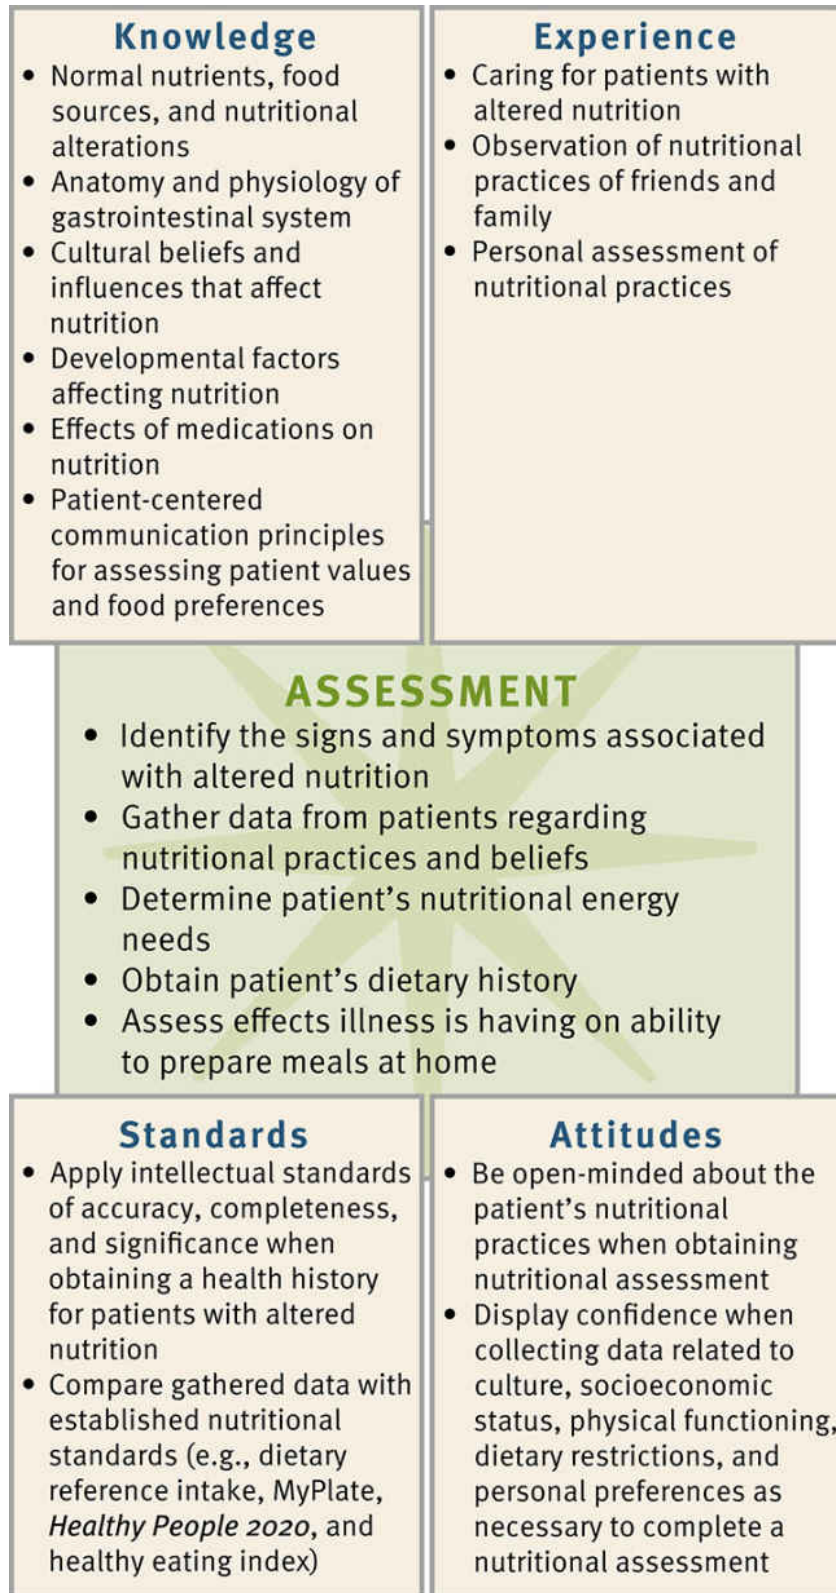 Knowledge
• Normal nutrients, food
sources, and nutritional
alterations
• Anatomy and physiology of
gastrointestinal system
• Cultural beliefs and
influences that affect
nutrition
• Developmental factors
affecting nutrition
• Effects of medications on
nutrition
• Patient-centered
communication principles
for assessing patient values
and food preferences
Experience
• Caring for patients with
altered nutrition
• Observation of nutritional
practices of friends and
family
• Personal assessment of
nutritional practices
ASSESSMENT
• Identify the signs and symptoms associated
with altered nutrition
• Gather data from patients regarding
nutritional practices and beliefs
• Determine patient’s nutritional energy
needs
• Obtain patient’s dietary history
• Assess effects illness is having on ability
to prepare meals at home
Standards
• Apply intellectual standards
of accuracy, completeness,
and significance when
obtaining a health history
for patients with altered
nutrition
• Compare gathered data with
established nutritional
standards (e.g., dietary
reference intake, MyPlate,
Healthy People 2020, and
healthy eating index)
Attitudes
• Be open-minded about the
patient’s nutritional
practices when obtaining
nutritional assessment
• Display confidence when
collecting data related to
culture, socioeconomic
status, physical functioning,
dietary restrictions, and
personal preferences as
necessary to complete a
nutritional assessment